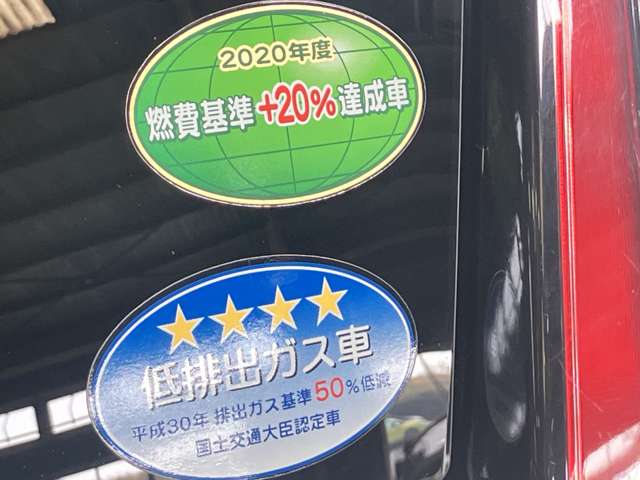 2020年度
燃費基準+20%達成車
低排出ガス車
平成30年 排出ガス基準50%低減
国土交通大臣認定車